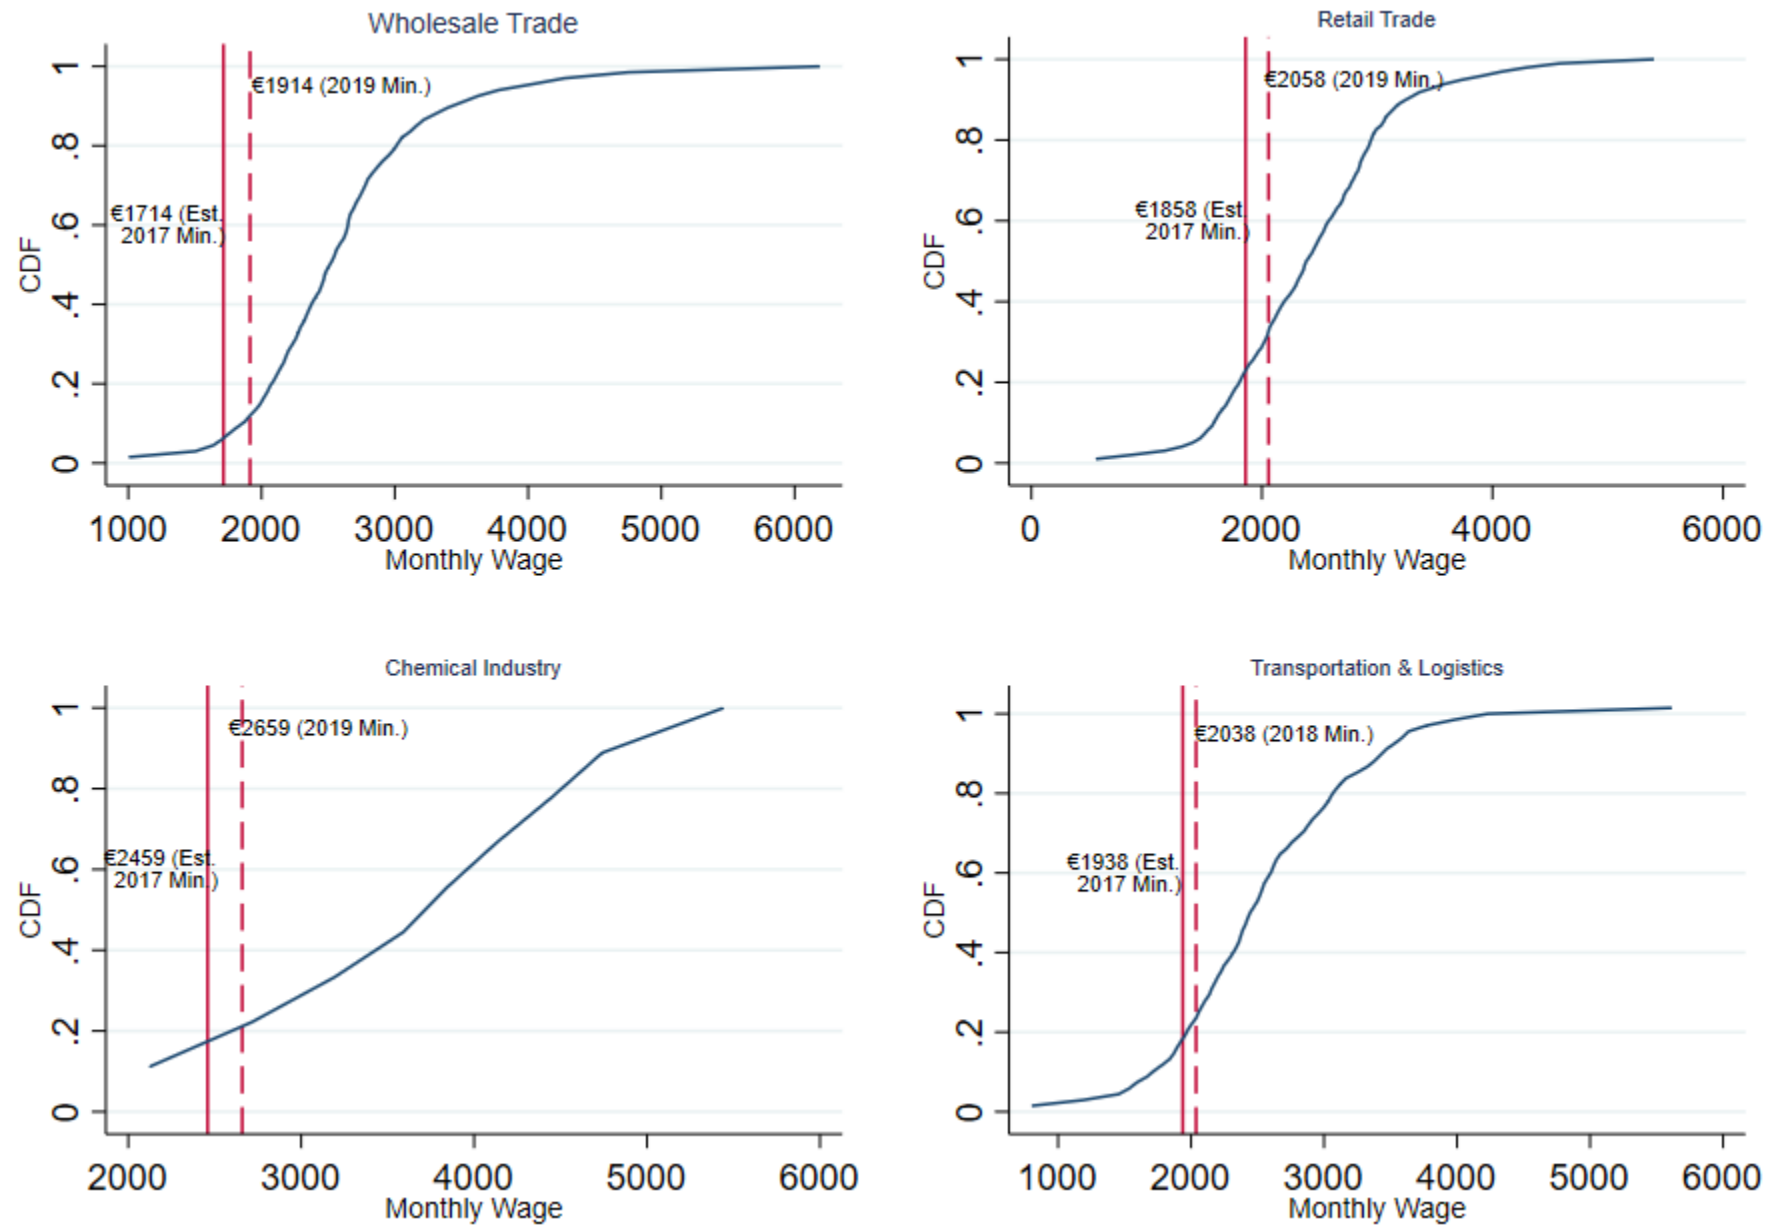 Wholesale Trade
CDF
1
.8
.6
.4
.2
0
€1914 (2019 Min.)
€1714 (Est.
2017 Min.)
1000 2000 3000 4000 5000 6000
Monthly Wage
Retail Trade
CDF
1
.8
.6
.4
.2
0
€2058 (2019 Min.)
€1858 (Est.
2017 Min.)
0 2000 4000 6000
Monthly Wage
Chemical Industry
CDF
1
.8
.6
.4
.2
0
€2659 (2019 Min.)
€2459 (Est.
2017 Min.)
2000 3000 4000 5000 6000
Monthly Wage
Transportation & Logistics
CDF
1
.8
.6
.4
.2
0
€2038 (2018 Min.)
€1938 (Est.
2017 Min.)
1000 2000 3000 4000 5000 6000
Monthly Wage